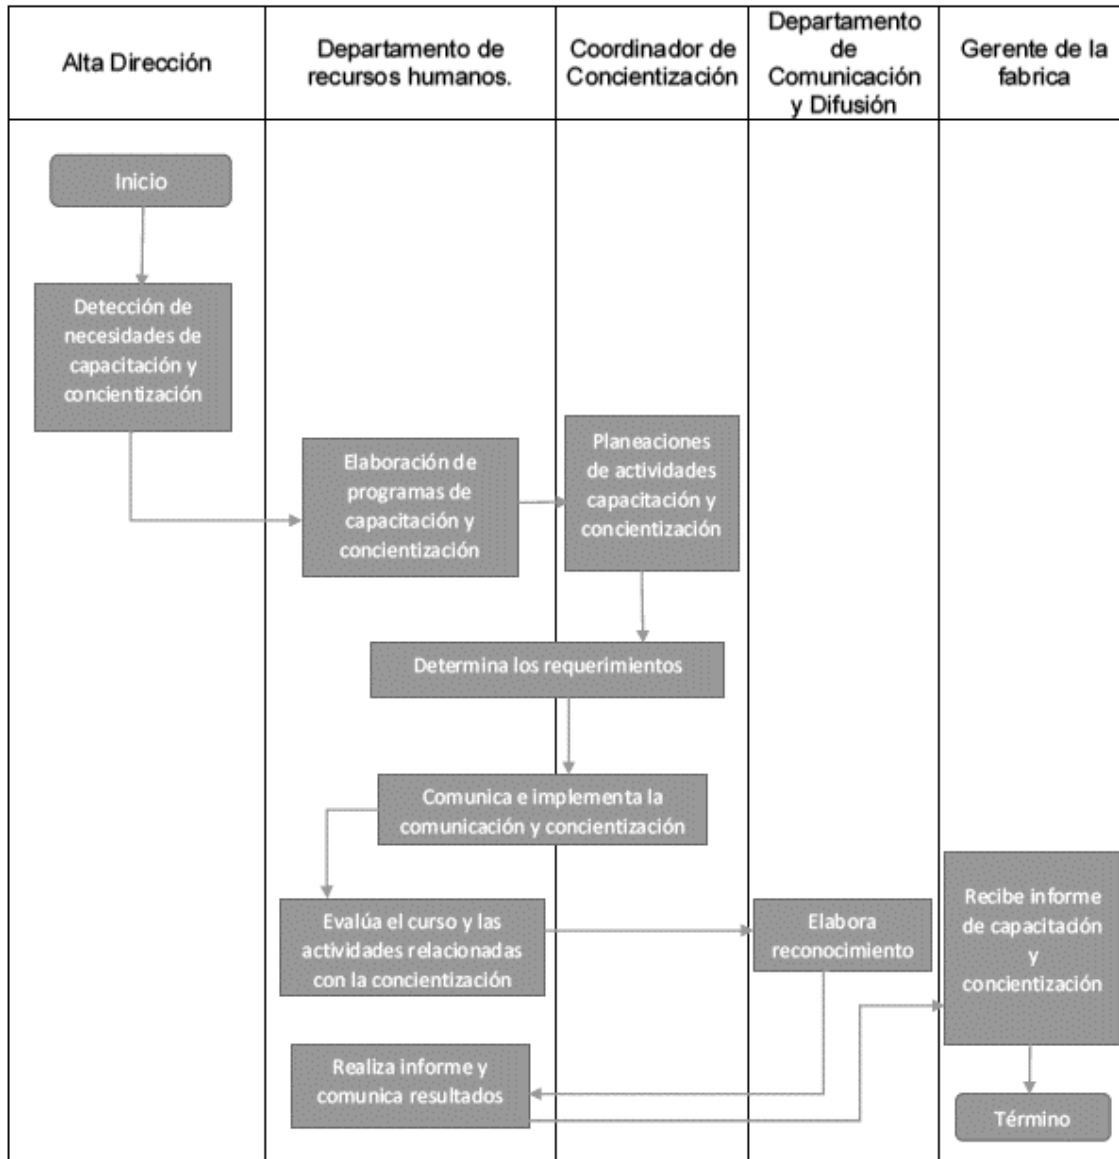 Alta Dirección
Departamento de
recursos humanos.
Coordinador de
Concientización
Departamento
de
Comunicación
y Difusión
Gerente de la
fabrica
Inicio
Detección de
necesidades de
capacitación y
concientización
Elaboración de
programas de
capacitación y
concientización
Planeaciones
de actividades
capacitación y
concientización
Determina los requerimientos
Comunica e implementa la
comunicación y concientización
Evalúa el curso y las
actividades relacionadas
con la concientización
Elabora
reconocimiento
Recibe informe
de capacitación
y
concientización
Realiza informe y
comunica resultados
Término